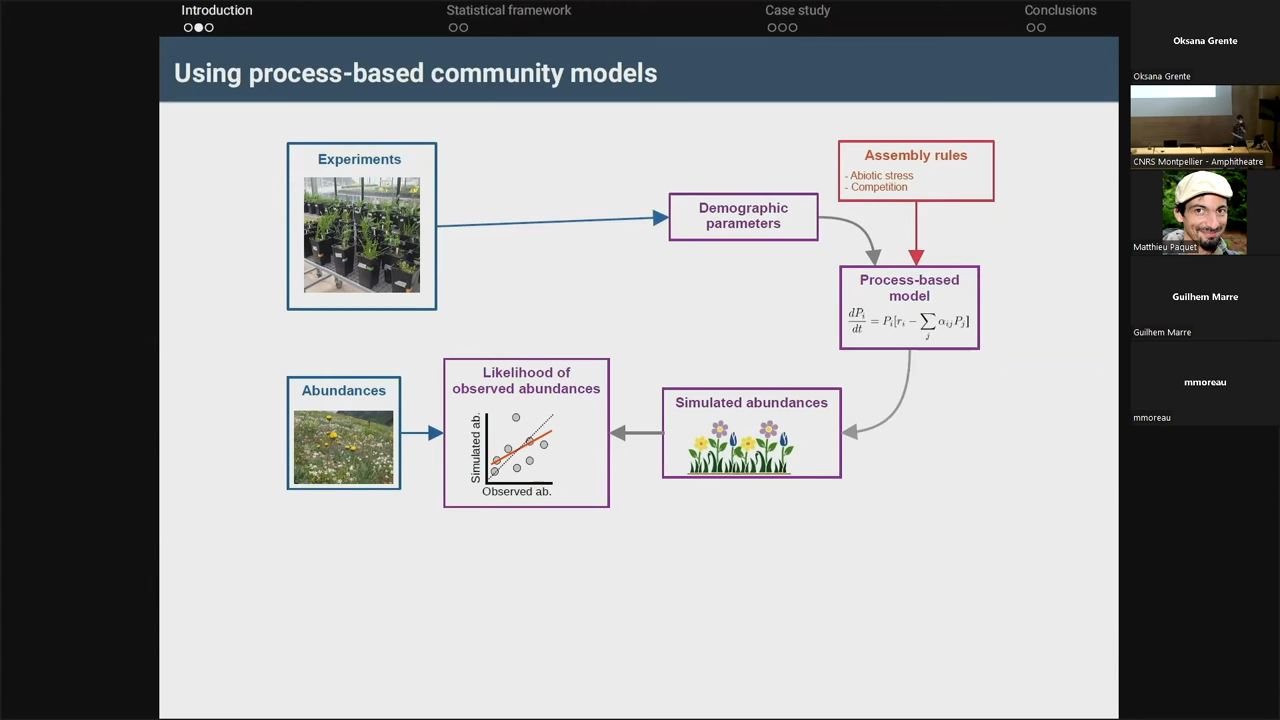 Introduction
Statistical framework
Case study
Conclusions
Using process-based community models
Experiments
Assembly rules
- Abiotic stress
- Competition
Demographic
parameters
Process-based
model
dP_i/dt = P_i[r_i − ∑_j α_ij P_j]
Abundances
Likelihood of
observed abundances
Simulated ab.
Observed ab.
Simulated abundances
Oksana Grente
Oksana Grente
CNRS Montpellier - Amphitheatre
Matthieu Paquet
Guilhem Marre
Guilhem Marre
mmoreau
mmoreau